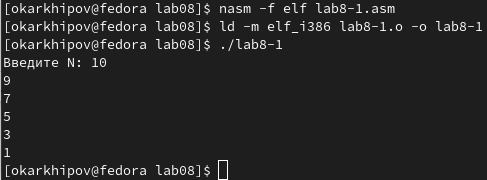 [okarkhipov@fedora lab08]$ nasm -f elf lab8-1.asm
[okarkhipov@fedora lab08]$ ld -m elf_i386 lab8-1.o -o lab8-1
[okarkhipov@fedora lab08]$ ./lab8-1
Введите N: 10
9
7
5
3
1
[okarkhipov@fedora lab08]$